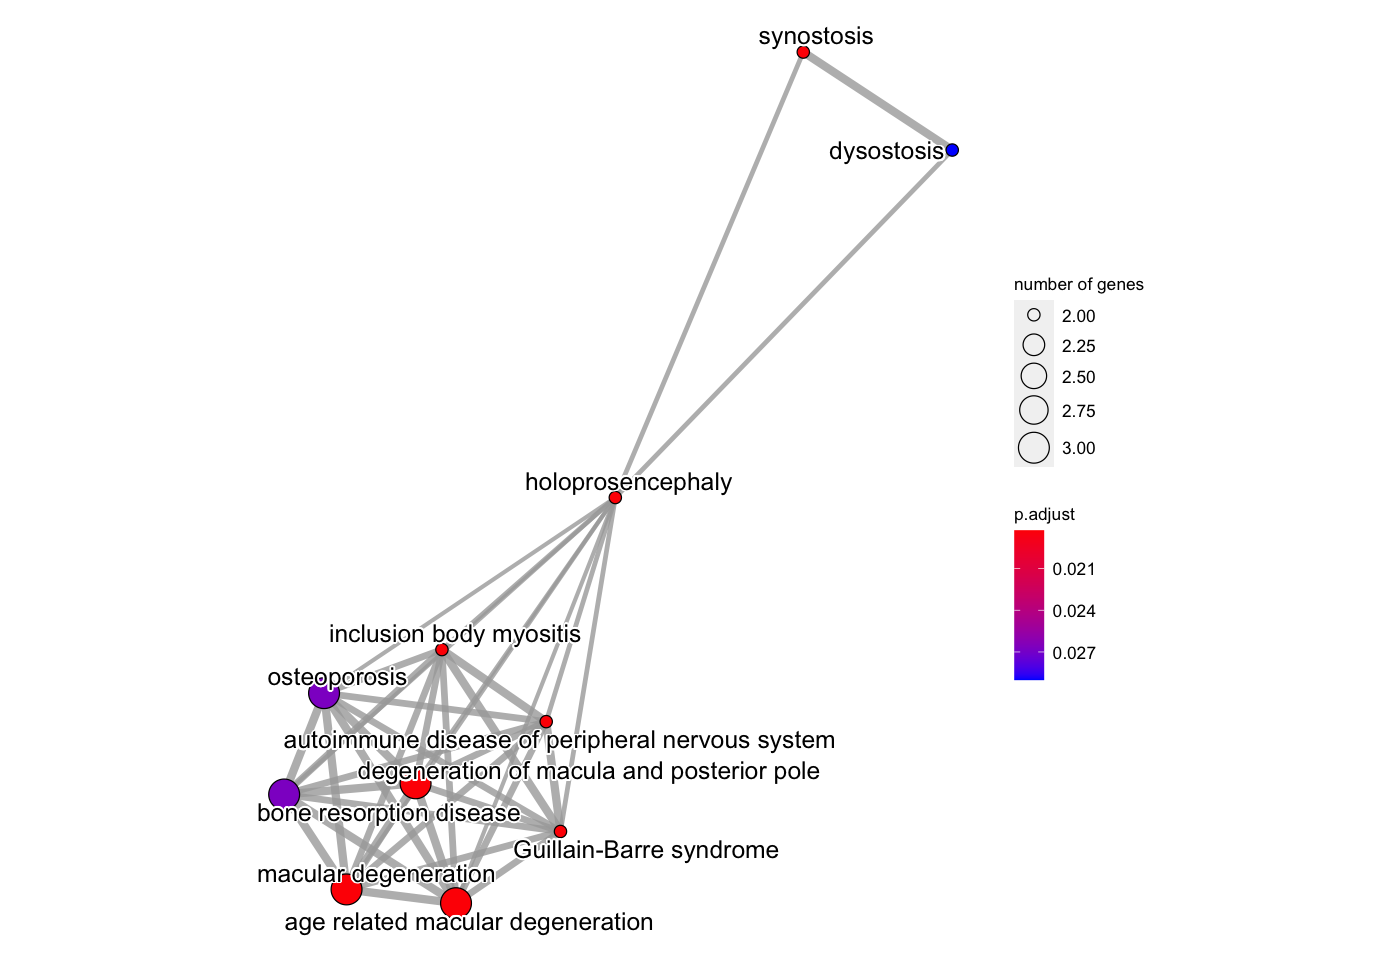 synostosis
dysostosis
number of genes
2.00
2.25
2.50
2.75
3.00
holoprosencephaly
p.adjust
0.021
0.024
0.027
inclusion body myositis
osteoporosis
autoimmune disease of peripheral nervous system
degeneration of macula and posterior pole
bone resorption disease
Guillain-Barre syndrome
macular degeneration
age related macular degeneration